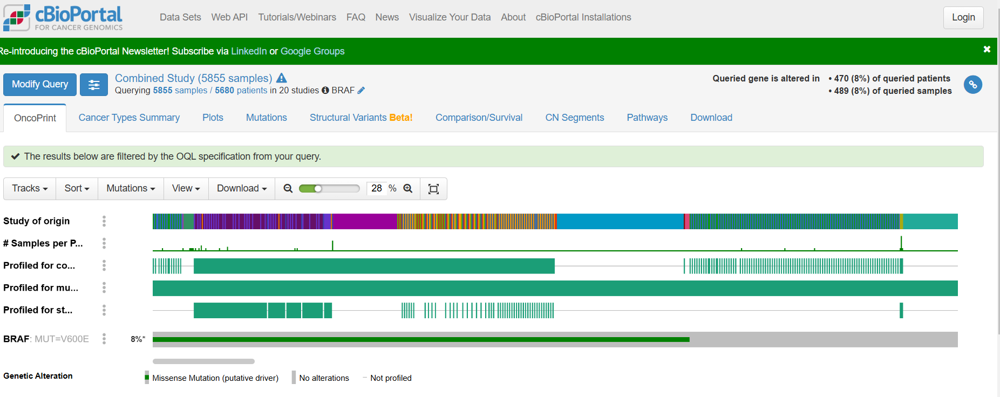 cBioPortal
FOR CANCER GENOMICS
Data Sets Web API Tutorials/Webinars FAQ News Visualize Your Data About cBioPortal Installations
Login
Re-introducing the cBioPortal Newsletter! Subscribe via LinkedIn or Google Groups
Modify Query
Combined Study (5855 samples)
Querying 5855 samples / 5680 patients in 20 studies BRAF
Queried gene is altered in • 470 (8%) of queried patients
• 489 (8%) of queried samples
OncoPrint Cancer Types Summary Plots Mutations Structural Variants Beta! Comparison/Survival CN Segments Pathways Download
The results below are filtered by the OQL specification from your query.
Tracks Sort Mutations View Download 28 %
Study of origin
# Samples per P...
Profiled for co...
Profiled for mu...
Profiled for st...
BRAF: MUT=V600E 8%*
Genetic Alteration Missense Mutation (putative driver) No alterations Not profiled